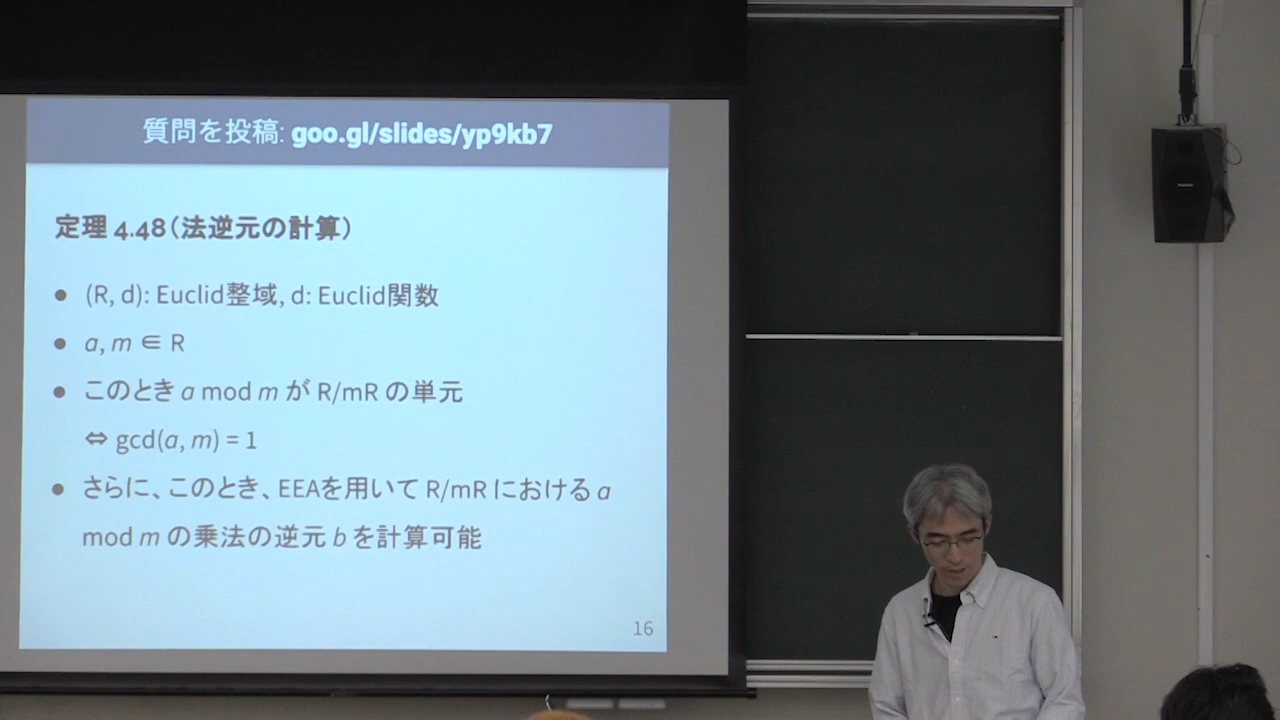 質問を投稿: goo.gl/slides/yp9kb7
定理 4.48（法逆元の計算）
● (R, d): Euclid整域, d: Euclid関数
● a, m ∈ R
● このとき a mod m が R/mR の単元
⇔ gcd(a, m) = 1
● さらに、このとき、EEAを用いて R/mR における a
mod m の乗法の逆元 b を計算可能
16